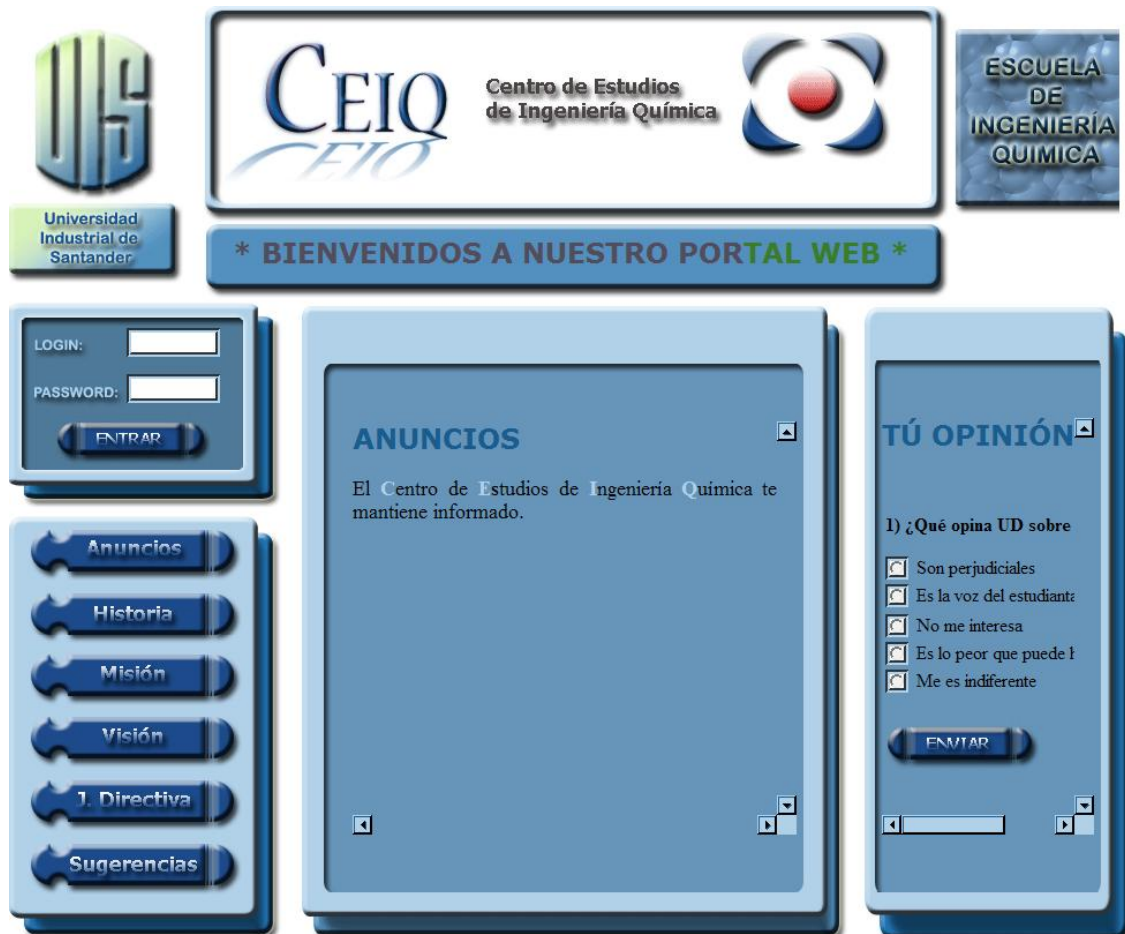 UIS
CEIQ
Centro de Estudios
de Ingeniería Química
ESCUELA
DE
INGENIERÍA
QUIMICA
Universidad
Industrial de
Santander
* BIENVENIDOS A NUESTRO PORTAL WEB *
LOGIN:
PASSWORD:
ENTRAR
Anuncios
Historia
Misión
Visión
J. Directiva
Sugerencias
ANUNCIOS
El Centro de Estudios de Ingeniería Química te
mantiene informado.
TÚ OPINIÓN
1) ¿Qué opina UD sobre
Son perjudiciales
Es la voz del estudianta
No me interesa
Es lo peor que puede
Me es indiferente
ENVIAR